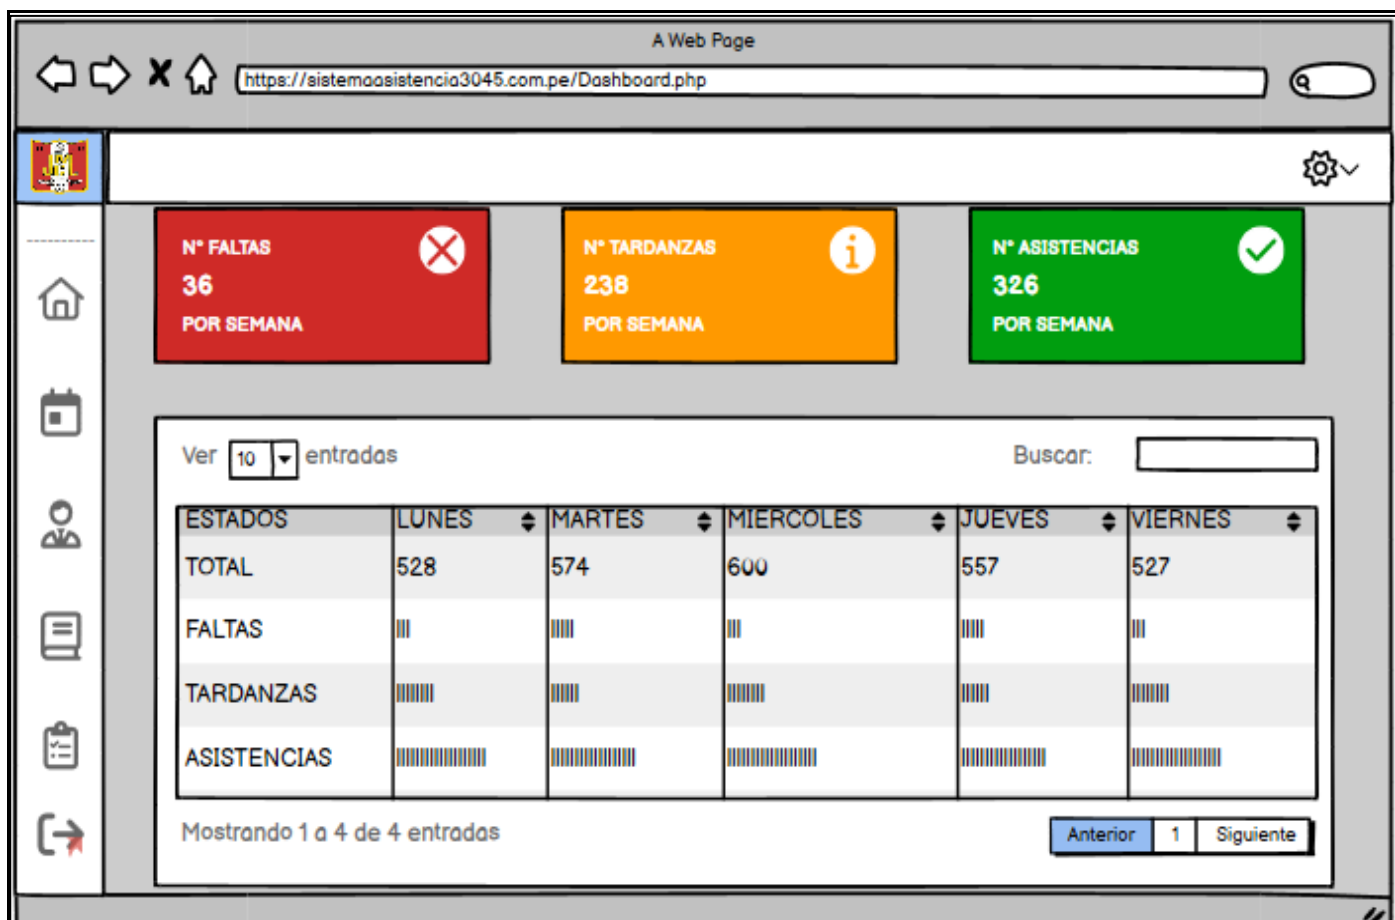 A Web Page
https://sistemaasistencia3045.com.pe/Dashboard.php
N° FALTAS
36
POR SEMANA
N° TARDANZAS
238
POR SEMANA
N° ASISTENCIAS
326
POR SEMANA
Ver 10 entradas Buscar:
ESTADOS LUNES MARTES MIERCOLES JUEVES VIERNES
TOTAL 528 574 600 557 527
FALTAS
TARDANZAS
ASISTENCIAS
Mostrando 1 a 4 de 4 entradas Anterior 1 Siguiente